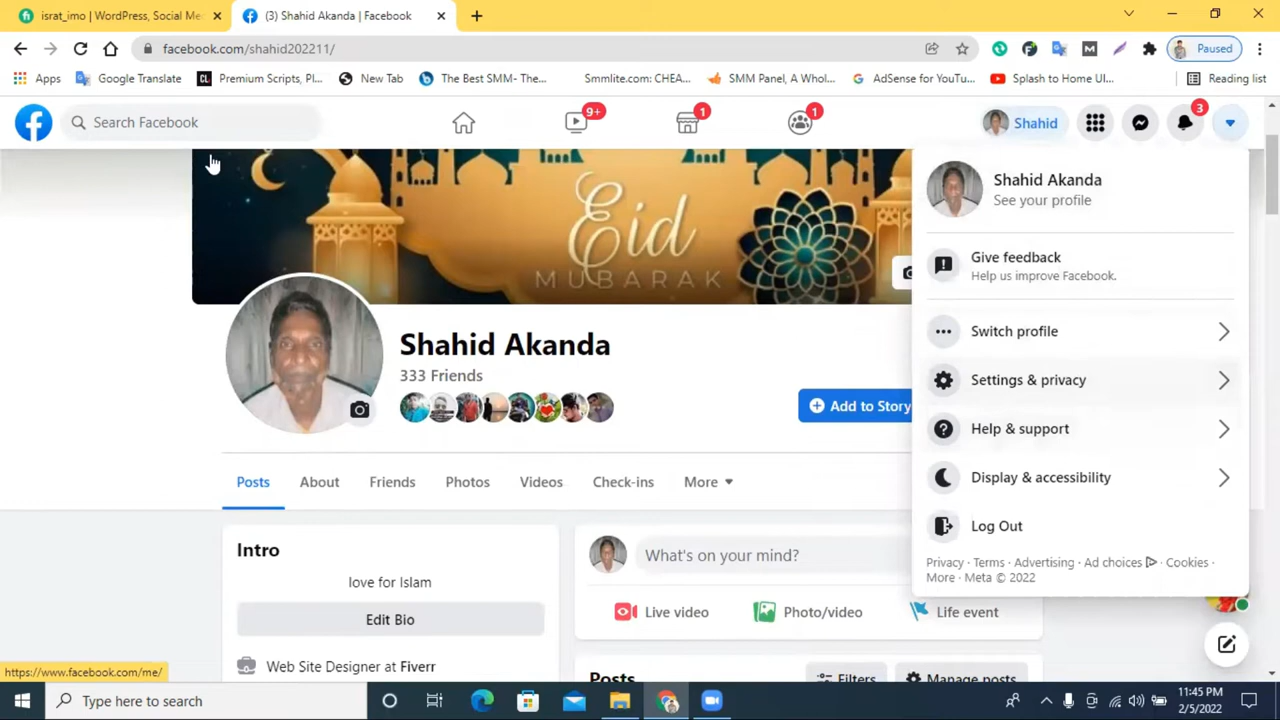 israt_imo | WordPress, Social Me
(3) Shahid Akanda | Facebook
facebook.com/shahid202211/
Paused
Apps
Google Translate
Premium Scripts, Pl...
New Tab
The Best SMM- The...
Smmlite.com: CHEA...
SMM Panel, A Whol...
AdSense for YouTu...
Splash to Home UI...
Reading list
Search Facebook
9+
1
1
Shahid
3
Eid
MUBARAK
Shahid Akanda
333 Friends
Add to Story
Posts
About
Friends
Photos
Videos
Check-ins
More
Intro
love for Islam
Edit Bio
Web Site Designer at Fiverr
What's on your mind?
Live video
Photo/video
Life event
Posts
Filters
Manage posts
Shahid Akanda
See your profile
Give feedback
Help us improve Facebook.
Switch profile
Settings & privacy
Help & support
Display & accessibility
Log Out
Privacy · Terms · Advertising · Ad choices · Cookies ·
More · Meta © 2022
https://www.facebook.com/me/
Type here to search
11:45 PM
2/5/2022